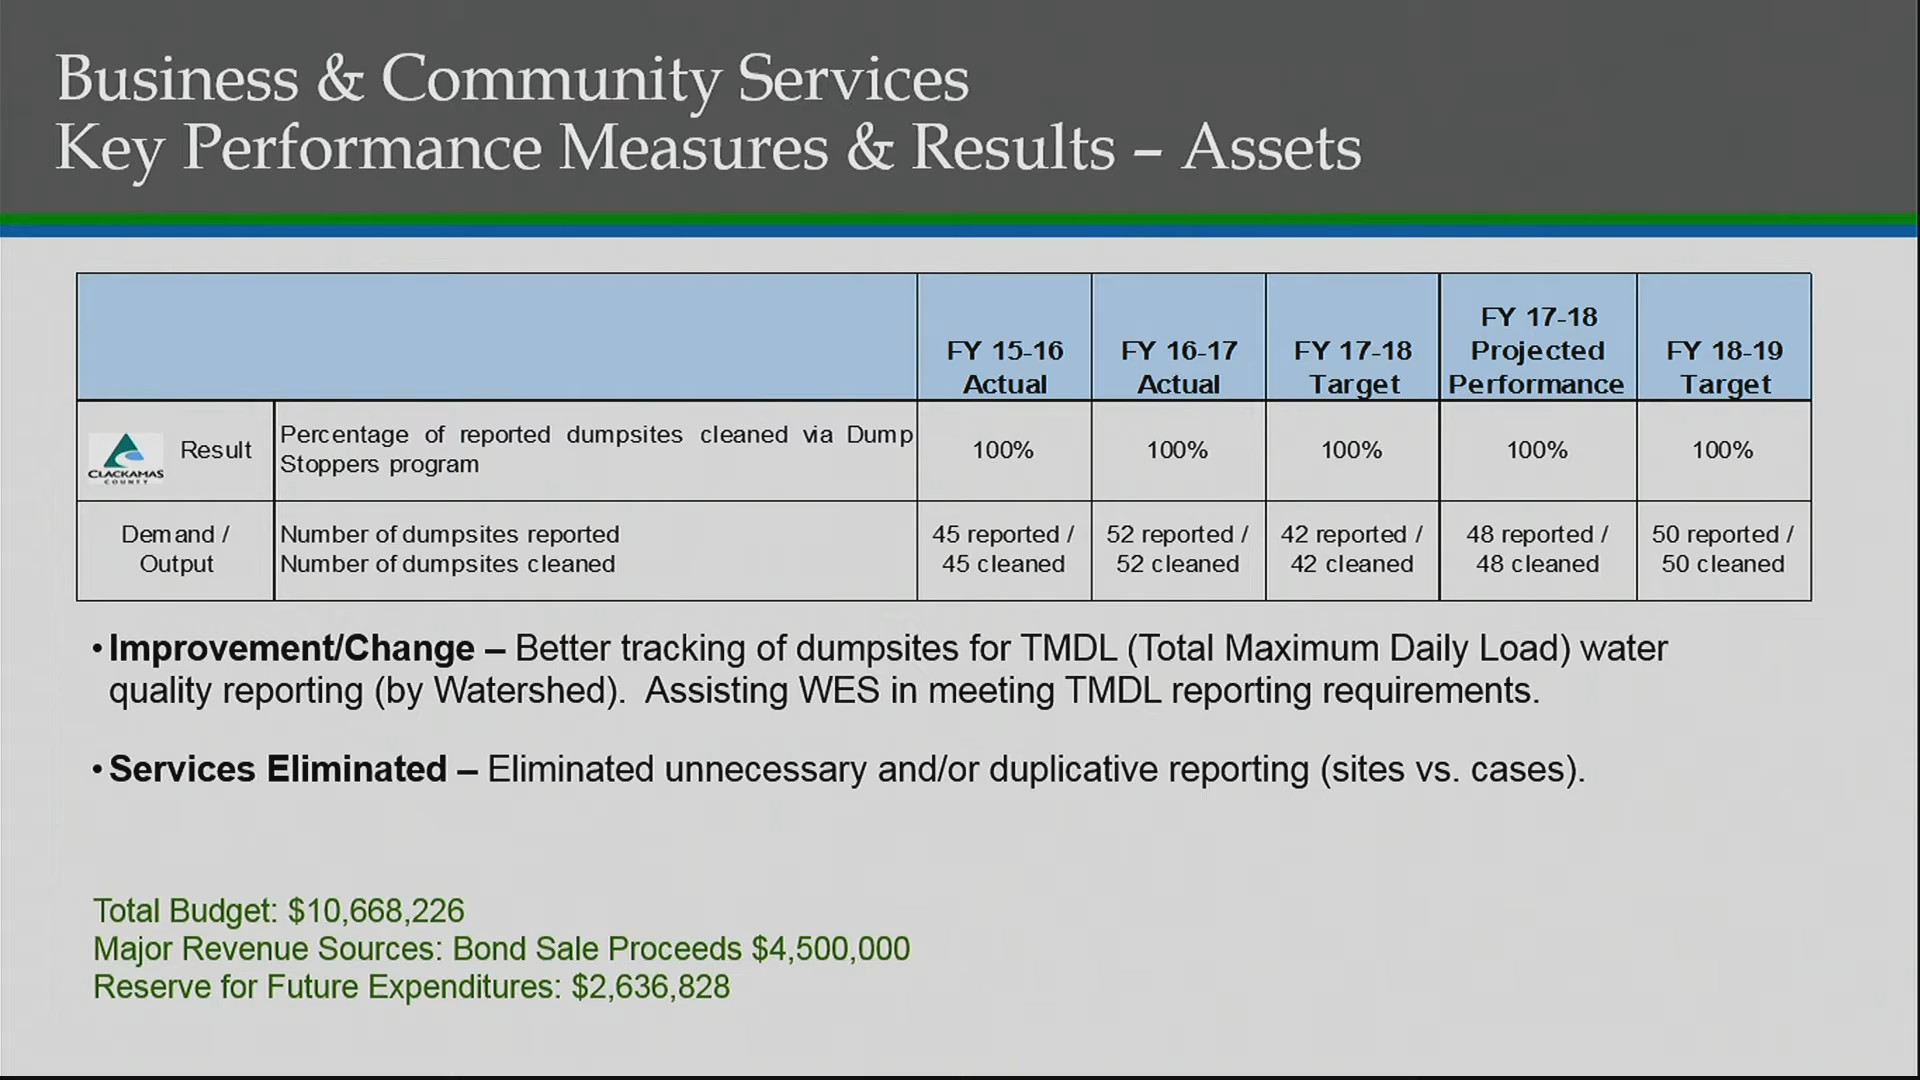 Business & Community Services
Key Performance Measures & Results – Assets
FY 15-16
Actual
FY 16-17
Actual
FY 17-18
Target
FY 17-18
Projected
Performance
FY 18-19
Target
CLACKAMAS
COUNTY
Result
Percentage of reported dumpsites cleaned via Dump
Stoppers program
100%
100%
100%
100%
100%
Demand /
Output
Number of dumpsites reported
Number of dumpsites cleaned
45 reported /
45 cleaned
52 reported /
52 cleaned
42 reported /
42 cleaned
48 reported /
48 cleaned
50 reported /
50 cleaned
• Improvement/Change – Better tracking of dumpsites for TMDL (Total Maximum Daily Load) water
quality reporting (by Watershed). Assisting WES in meeting TMDL reporting requirements.
• Services Eliminated – Eliminated unnecessary and/or duplicative reporting (sites vs. cases).
Total Budget: $10,668,226
Major Revenue Sources: Bond Sale Proceeds $4,500,000
Reserve for Future Expenditures: $2,636,828